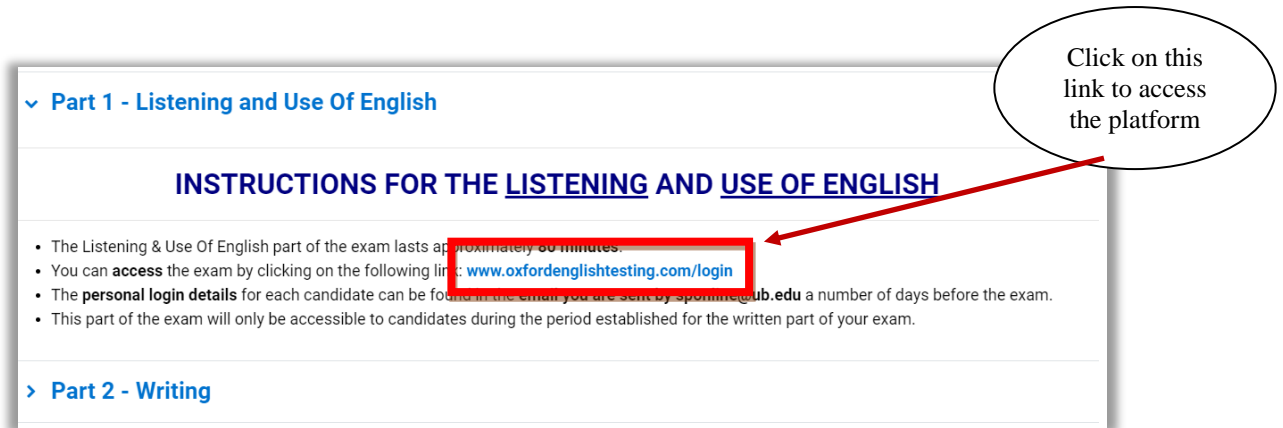 Click on this
link to access
the platform
Part 1 - Listening and Use Of English
INSTRUCTIONS FOR THE LISTENING AND USE OF ENGLISH
• The Listening & Use Of English part of the exam lasts approximately 80 minutes.
• You can access the exam by clicking on the following link: www.oxfordenglishtesting.com/login
• The personal login details for each candidate can be found in the email you are sent by sponline@ub.edu a number of days before the exam.
• This part of the exam will only be accessible to candidates during the period established for the written part of your exam.
Part 2 - Writing